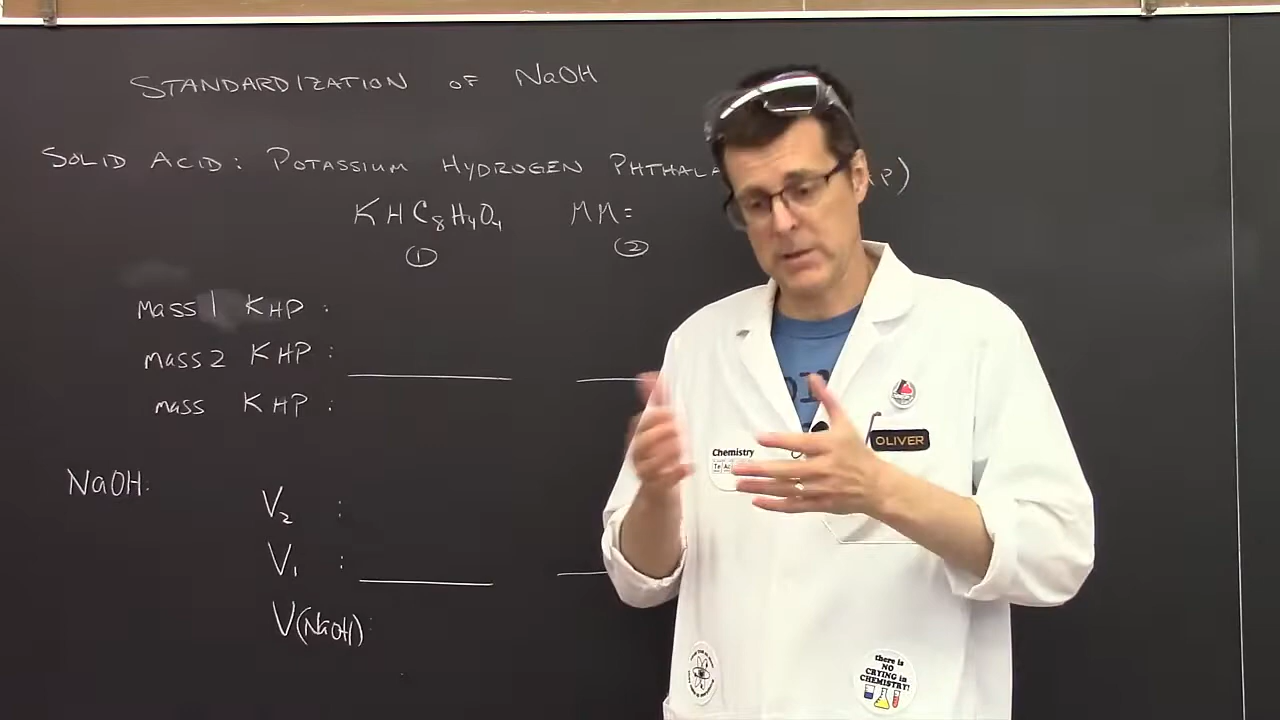 STANDARDIZATION OF NaOH
SOLID ACID: POTASSIUM HYDROGEN
KHC₈H₄O₄ MM=
① ②
mass 1 KHP :
mass 2 KHP :
mass KHP :
NaOH:
V₂ :
V₁ :
V(NaOH):
Chemistry
OLIVER
there is
NO
CRYING in
CHEMISTRY!